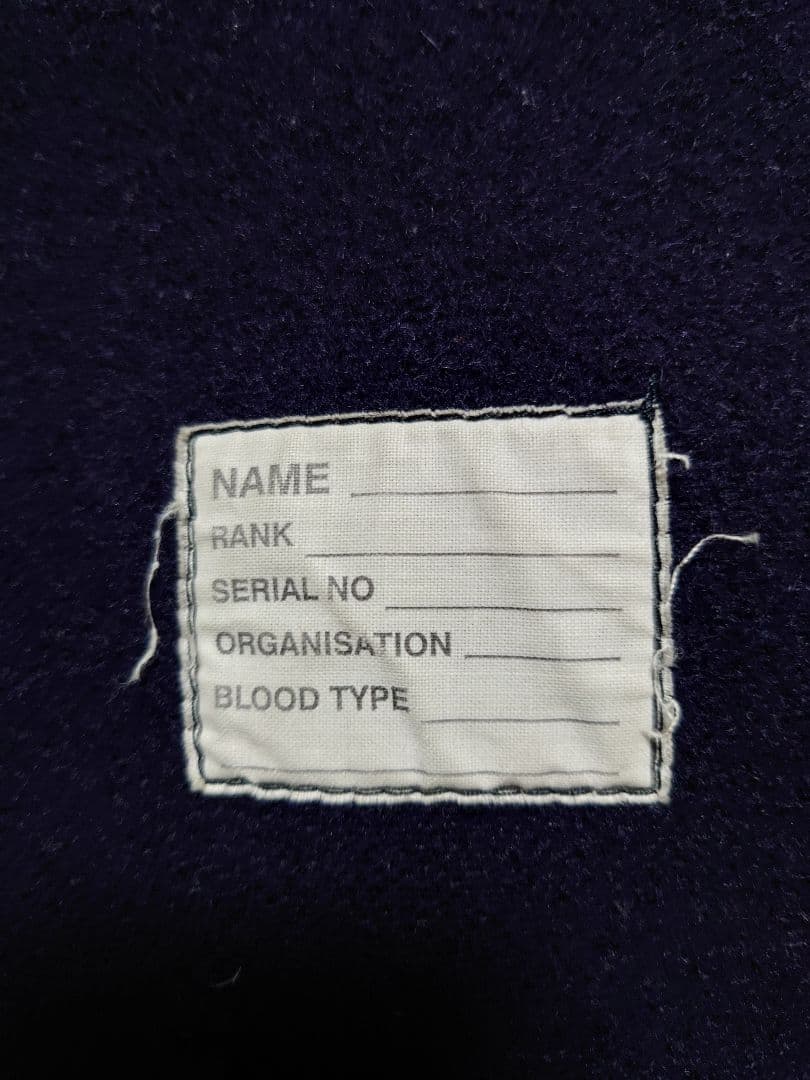 NAME
RANK
SERIAL NO
ORGANISATION
BLOOD TYPE